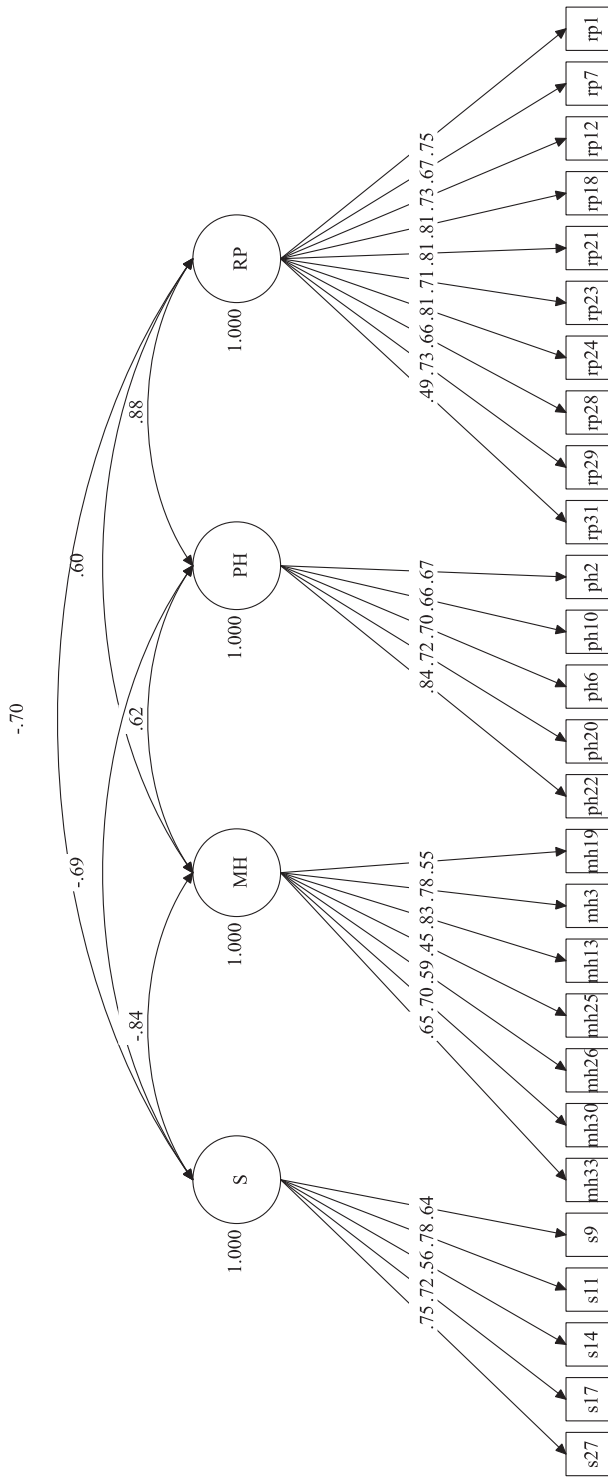 -.70
-.69 .60
-.84 .62 .88
1.000 1.000 1.000 1.000
S MH PH RP
.75 .72 .56 .78 .64 .65 .70 .59 .45 .83 .78 .55 .84 .72 .70 .66 .67 .49 .73 .66 .81 .71 .81 .81 .73 .67 .75
s27 s17 s14 s11 s9 mh33 mh30 mh26 mh25 mh13 mh3 mh19 ph22 ph20 ph6 ph10 ph2 rp31 rp29 rp28 rp24 rp23 rp21 rp18 rp12 rp7 rp1